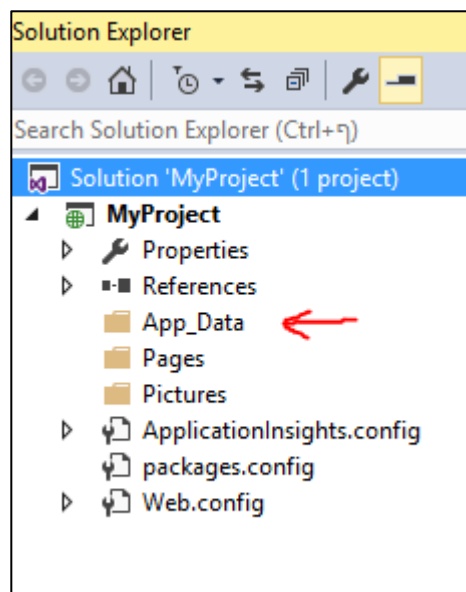 Solution Explorer
Search Solution Explorer (Ctrl+ף)
Solution 'MyProject' (1 project)
MyProject
Properties
References
App_Data
Pages
Pictures
ApplicationInsights.config
packages.config
Web.config